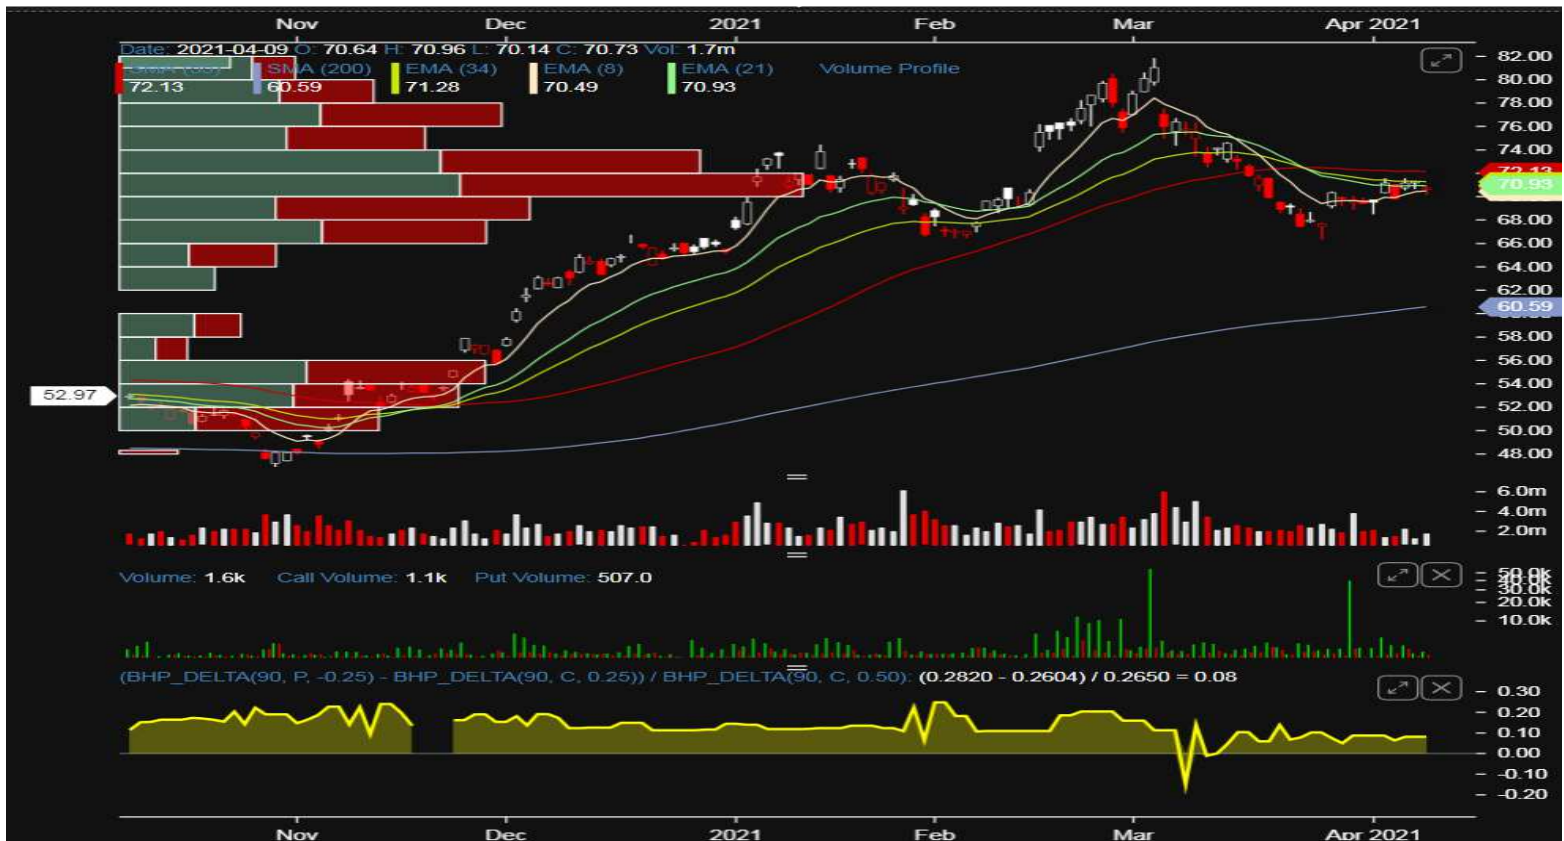 Nov Dec 2021 Feb Mar Apr 2021
Date: 2021-04-09 O: 70.64 H: 70.96 L: 70.14 C: 70.73 Vol: 1.7m
SMA (200) EMA (34) EMA (8) EMA (21) Volume Profile
72.13 60.59 71.28 70.49 70.93
82.00
80.00
78.00
76.00
74.00
72.13
70.93
68.00
66.00
64.00
62.00
60.59
58.00
56.00
54.00
52.97
52.00
50.00
48.00
6.0m
4.0m
2.0m
Volume: 1.6k Call Volume: 1.1k Put Volume: 507.0
50.0k
30.0k
20.0k
10.0k
(BHP_DELTA(90, P, -0.25) - BHP_DELTA(90, C, 0.25)) / BHP_DELTA(90, C, 0.50): (0.2820 - 0.2604) / 0.2650 = 0.08
0.30
0.20
0.10
0.00
-0.10
-0.20
Nov Dec 2021 Feb Mar Apr 2021